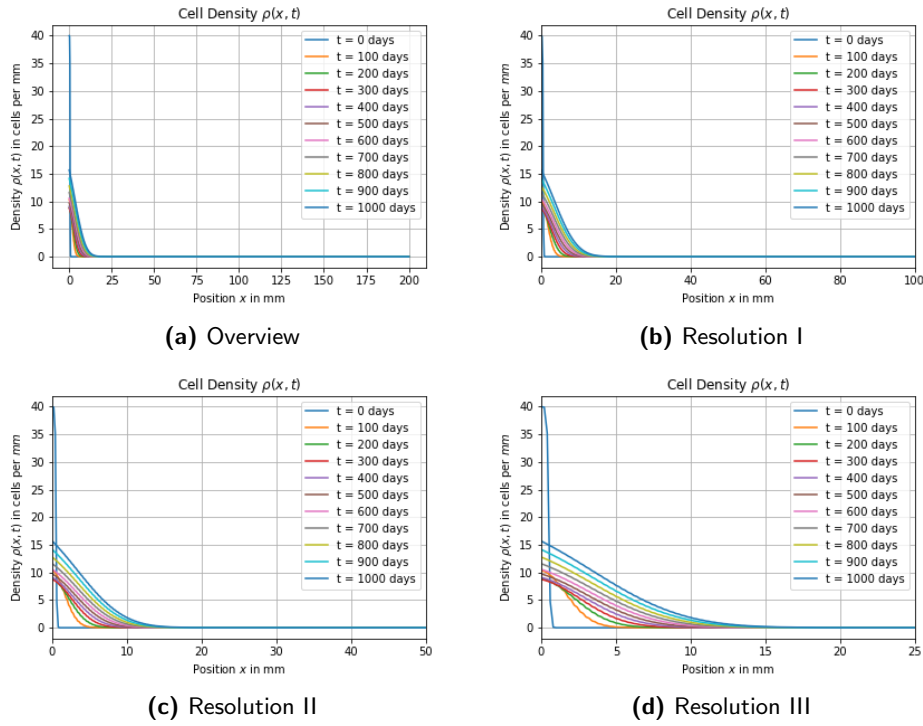 Cell Density ρ(x, t)
Density ρ(x, t) in cells per mm
40
35
30
25
20
15
10
5
0
t = 0 days
t = 100 days
t = 200 days
t = 300 days
t = 400 days
t = 500 days
t = 600 days
t = 700 days
t = 800 days
t = 900 days
t = 1000 days
0 25 50 75 100 125 150 175 200
Position x in mm
(a) Overview
Cell Density ρ(x, t)
Density ρ(x, t) in cells per mm
40
35
30
25
20
15
10
5
0
t = 0 days
t = 100 days
t = 200 days
t = 300 days
t = 400 days
t = 500 days
t = 600 days
t = 700 days
t = 800 days
t = 900 days
t = 1000 days
0 20 40 60 80 100
Position x in mm
(b) Resolution I
Cell Density ρ(x, t)
Density ρ(x, t) in cells per mm
40
35
30
25
20
15
10
5
0
t = 0 days
t = 100 days
t = 200 days
t = 300 days
t = 400 days
t = 500 days
t = 600 days
t = 700 days
t = 800 days
t = 900 days
t = 1000 days
0 10 20 30 40 50
Position x in mm
(c) Resolution II
Cell Density ρ(x, t)
Density ρ(x, t) in cells per mm
40
35
30
25
20
15
10
5
0
t = 0 days
t = 100 days
t = 200 days
t = 300 days
t = 400 days
t = 500 days
t = 600 days
t = 700 days
t = 800 days
t = 900 days
t = 1000 days
0 5 10 15 20 25
Position x in mm
(d) Resolution III